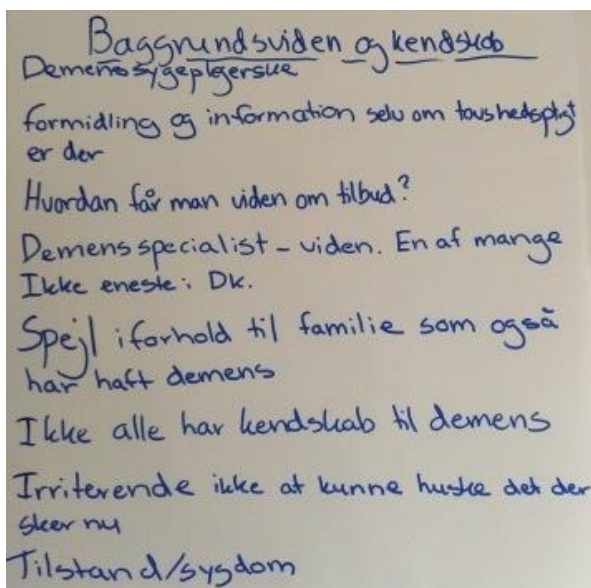 Baggrundsviden og kendskab
Demenssygeplejerske
formidling og information selv om taushedspligt
er der
Hvordan får man viden om tilbud?
Demensspecialist - viden. En af mange
Ikke eneste i DK.
Spejl iforhold til familie som også
har haft demens
Ikke alle har kendskab til demens
Irriterende ikke at kunne huske det der
sker nu
Tilstand/sygdom